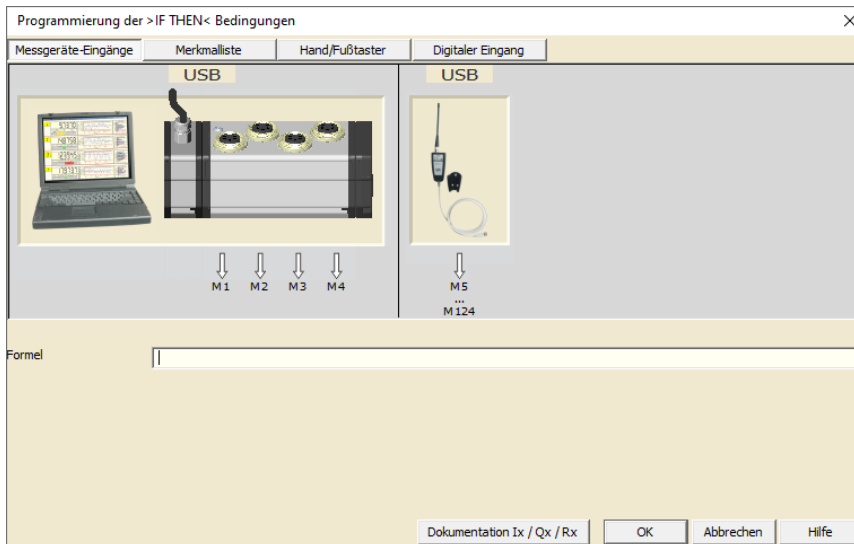 Programmierung der >IF THEN< Bedingungen
Messgeräte-Eingänge Merkmalliste Hand/Fußtaster Digitaler Eingang
USB USB
M1 M2 M3 M4 M5
...
M124
Formel
Dokumentation Ix / Qx / Rx OK Abbrechen Hilfe